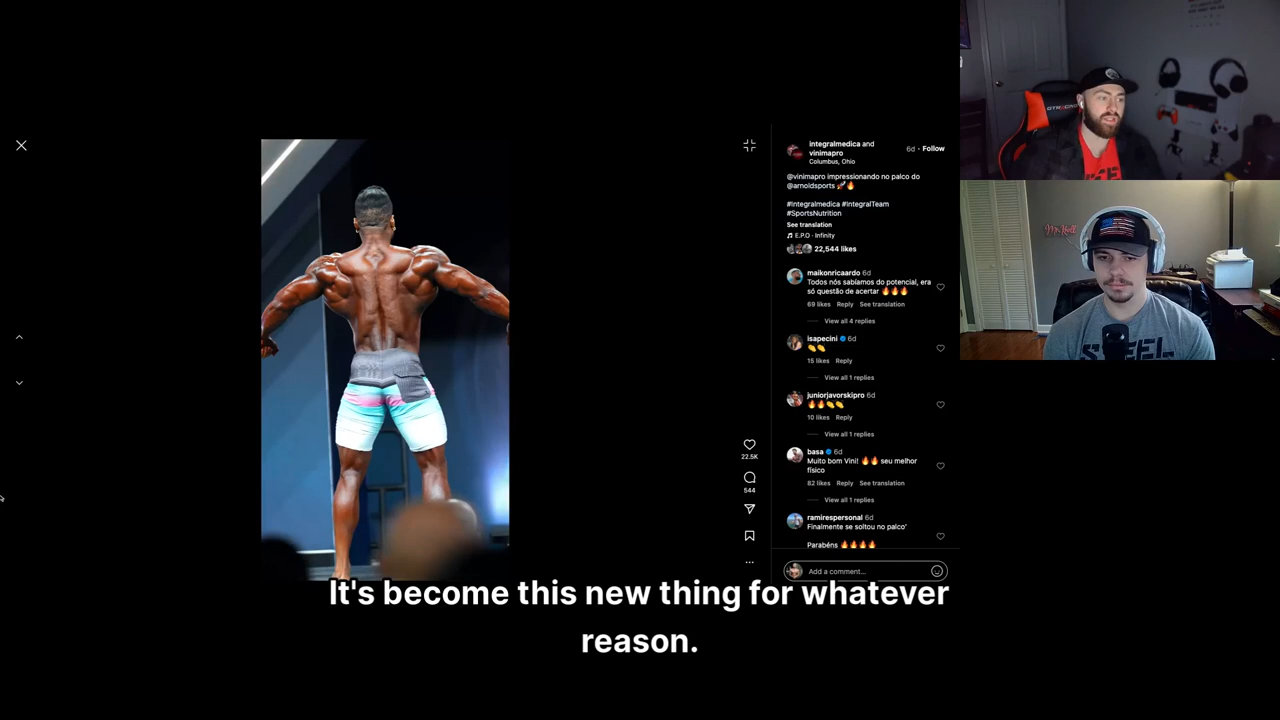 integralmedica and
vinimapro
6d · Follow
Columbus, Ohio
@vinimapro impressionando no palco do
@arnoldsports 🚀🔥
#Integralmedica #IntegralTeam
#SportsNutrition
See translation
E.P.O · Infinity
22,544 likes
maikonricaardo 6d
Todos nós sabíamos do potencial, era
só questão de acertar 🔥🔥🔥
69 likes Reply See translation
View all 4 replies
isapecini 6d
👏👏
15 likes Reply
View all 1 replies
juniorjavorskipro 6d
🔥🔥👏👏
10 likes Reply
View all 1 replies
basa 6d
Muito bom Vini! 🔥🔥 seu melhor
físico
82 likes Reply See translation
View all 1 replies
ramirespersonal 6d
Finalmente se soltou no palco'
Parabéns 🔥🔥🔥🔥
Add a comment...
22.5K
544
It's become this new thing for whatever
reason.
GTRACING
STEEL